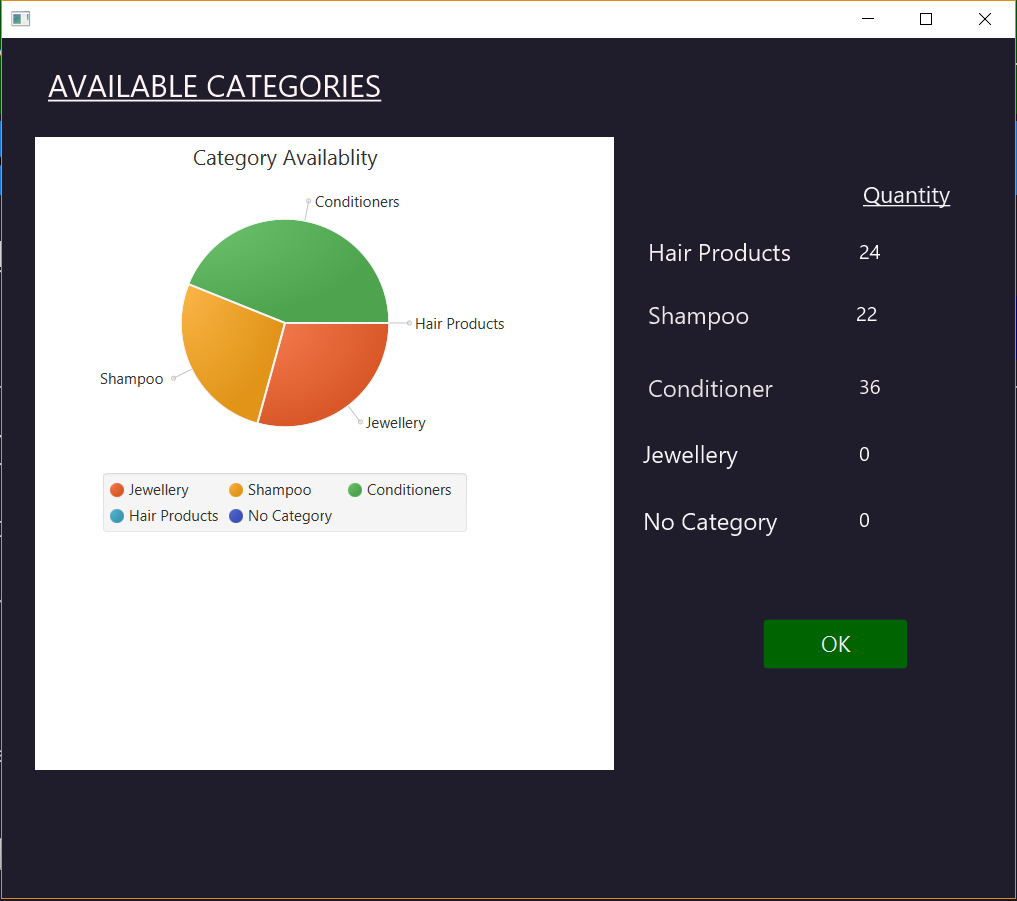 AVAILABLE CATEGORIES
Category Availablity
Conditioners
Hair Products
Shampoo
Jewellery
Jewellery Shampoo Conditioners
Hair Products No Category
Quantity
Hair Products 24
Shampoo 22
Conditioner 36
Jewellery 0
No Category 0
OK